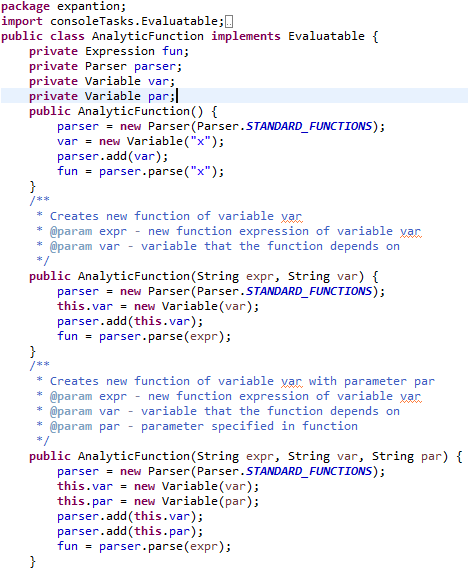 package expantion;
import consoleTasks.Evaluatable;
public class AnalyticFunction implements Evaluatable {
    private Expression fun;
    private Parser parser;
    private Variable var;
    private Variable par;
    public AnalyticFunction() {
        parser = new Parser(Parser.STANDARD_FUNCTIONS);
        var = new Variable("x");
        parser.add(var);
        fun = parser.parse("x");
    }
    /**
     * Creates new function of variable var
     * @param expr - new function expression of variable var
     * @param var - variable that the function depends on
     */
    public AnalyticFunction(String expr, String var) {
        parser = new Parser(Parser.STANDARD_FUNCTIONS);
        this.var = new Variable(var);
        parser.add(this.var);
        fun = parser.parse(expr);
    }
    /**
     * Creates new function of variable var with parameter par
     * @param expr - new function expression of variable var
     * @param var - variable that the function depends on
     * @param par - parameter specified in function
     */
    public AnalyticFunction(String expr, String var, String par) {
        parser = new Parser(Parser.STANDARD_FUNCTIONS);
        this.var = new Variable(var);
        this.par = new Variable(par);
        parser.add(this.var);
        parser.add(this.par);
        fun = parser.parse(expr);
    }